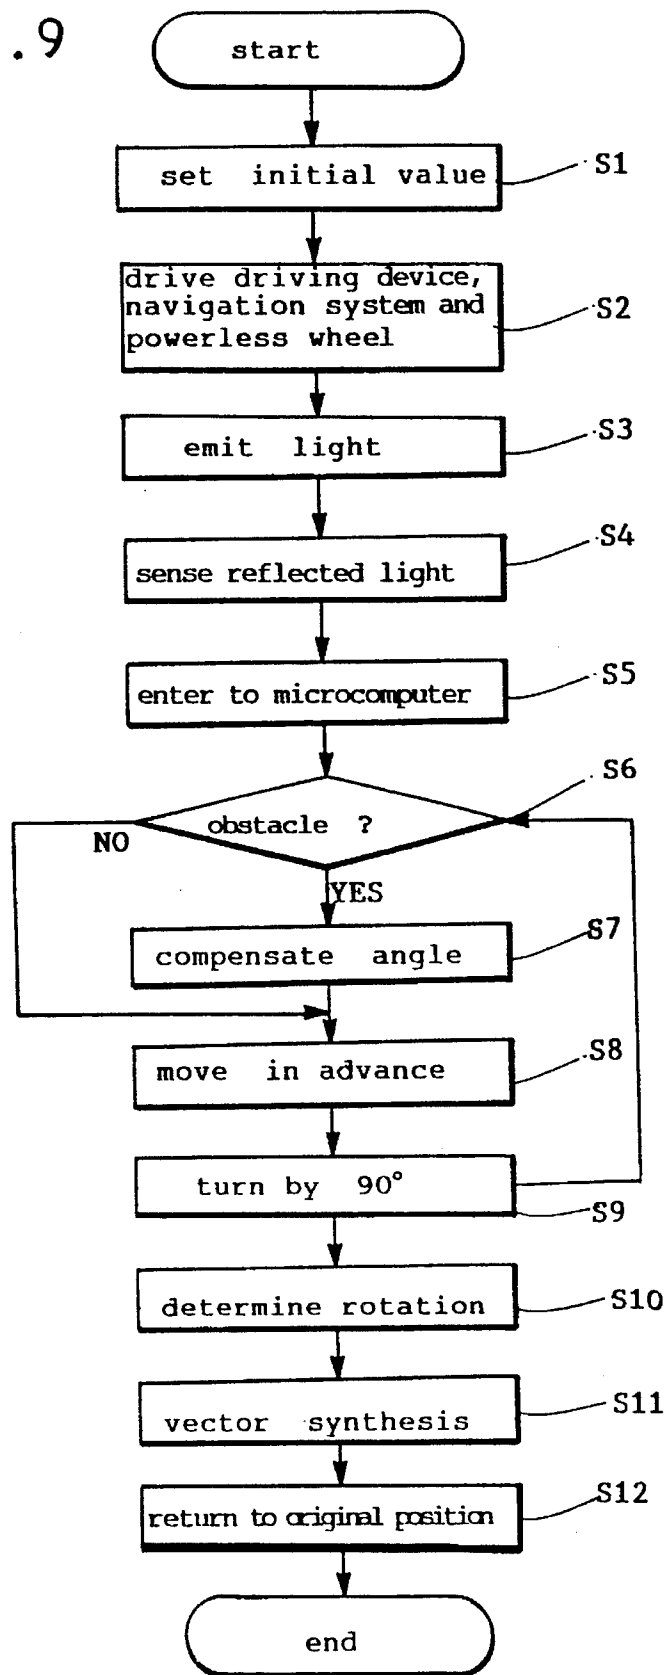 .9
start
set initial value
S1
drive driving device,
navigation system and
powerless wheel
S2
emit light
S3
sense reflected light
S4
enter to microcomputer
S5
obstacle ?
S6
NO
YES
compensate angle
S7
move in advance
S8
turn by 90°
S9
determine rotation
S10
vector synthesis
S11
return to original position
S12
end